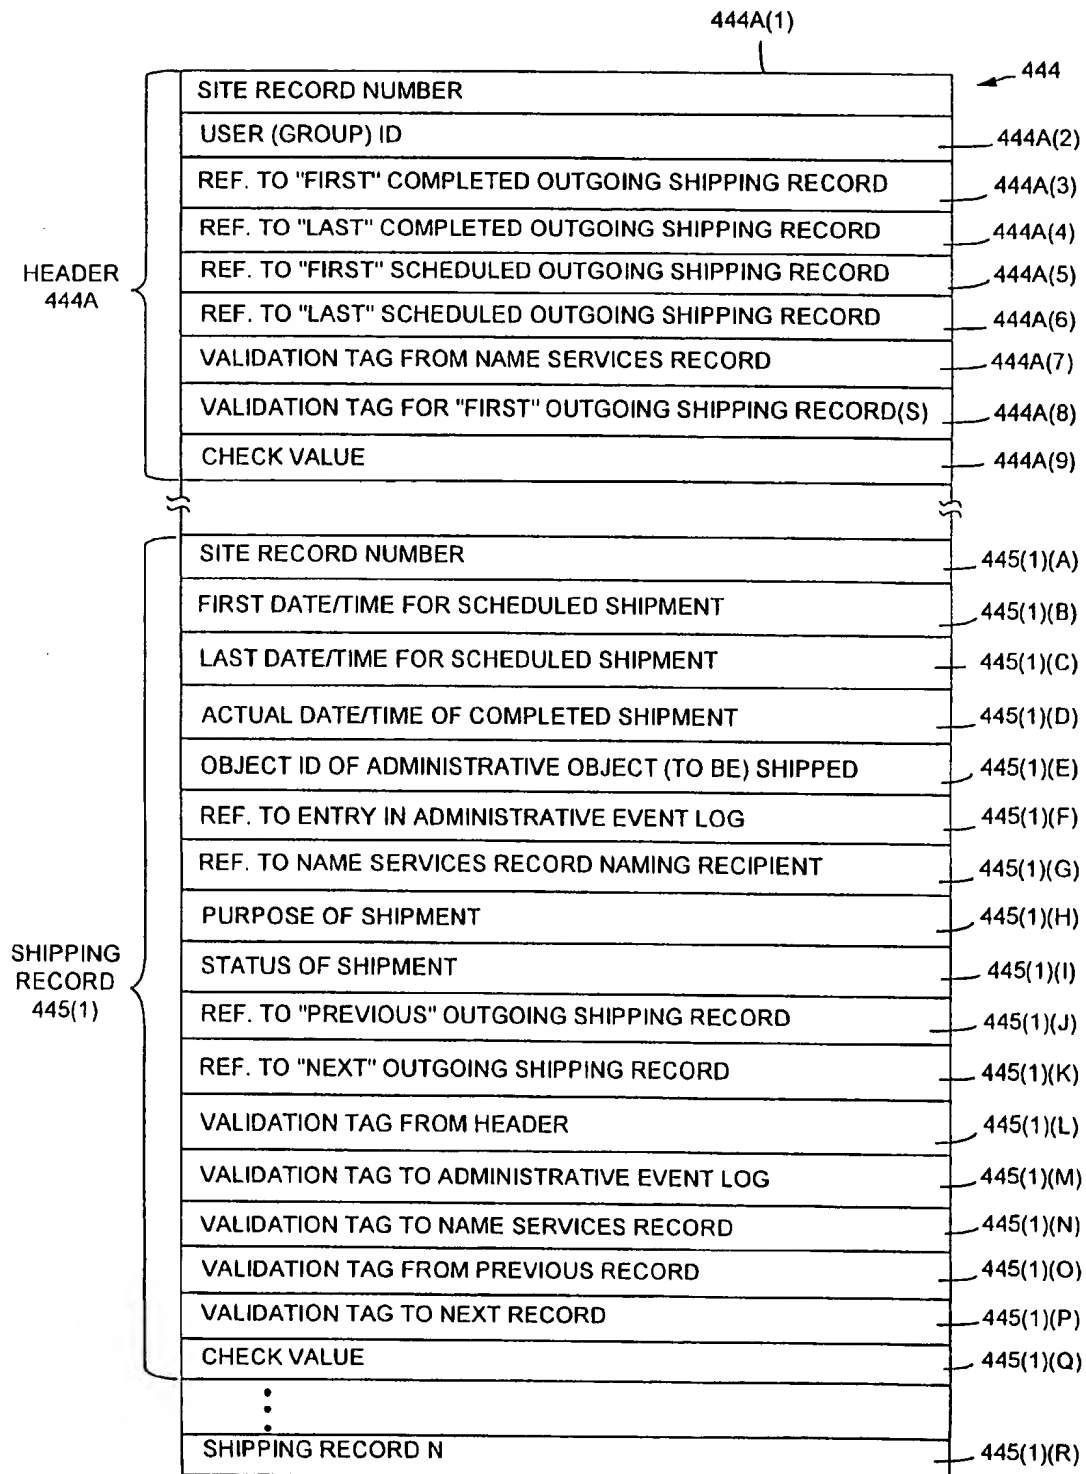 444A(1)
444
SITE RECORD NUMBER
USER (GROUP) ID 444A(2)
REF. TO "FIRST" COMPLETED OUTGOING SHIPPING RECORD 444A(3)
REF. TO "LAST" COMPLETED OUTGOING SHIPPING RECORD 444A(4)
HEADER
444A
REF. TO "FIRST" SCHEDULED OUTGOING SHIPPING RECORD 444A(5)
REF. TO "LAST" SCHEDULED OUTGOING SHIPPING RECORD 444A(6)
VALIDATION TAG FROM NAME SERVICES RECORD 444A(7)
VALIDATION TAG FOR "FIRST" OUTGOING SHIPPING RECORD(S) 444A(8)
CHECK VALUE 444A(9)
SITE RECORD NUMBER 445(1)(A)
FIRST DATE/TIME FOR SCHEDULED SHIPMENT 445(1)(B)
LAST DATE/TIME FOR SCHEDULED SHIPMENT 445(1)(C)
ACTUAL DATE/TIME OF COMPLETED SHIPMENT 445(1)(D)
OBJECT ID OF ADMINISTRATIVE OBJECT (TO BE) SHIPPED 445(1)(E)
REF. TO ENTRY IN ADMINISTRATIVE EVENT LOG 445(1)(F)
REF. TO NAME SERVICES RECORD NAMING RECIPIENT 445(1)(G)
PURPOSE OF SHIPMENT 445(1)(H)
SHIPPING
RECORD
445(1)
STATUS OF SHIPMENT 445(1)(I)
REF. TO "PREVIOUS" OUTGOING SHIPPING RECORD 445(1)(J)
REF. TO "NEXT" OUTGOING SHIPPING RECORD 445(1)(K)
VALIDATION TAG FROM HEADER 445(1)(L)
VALIDATION TAG TO ADMINISTRATIVE EVENT LOG 445(1)(M)
VALIDATION TAG TO NAME SERVICES RECORD 445(1)(N)
VALIDATION TAG FROM PREVIOUS RECORD 445(1)(O)
VALIDATION TAG TO NEXT RECORD 445(1)(P)
CHECK VALUE 445(1)(Q)
SHIPPING RECORD N 445(1)(R)